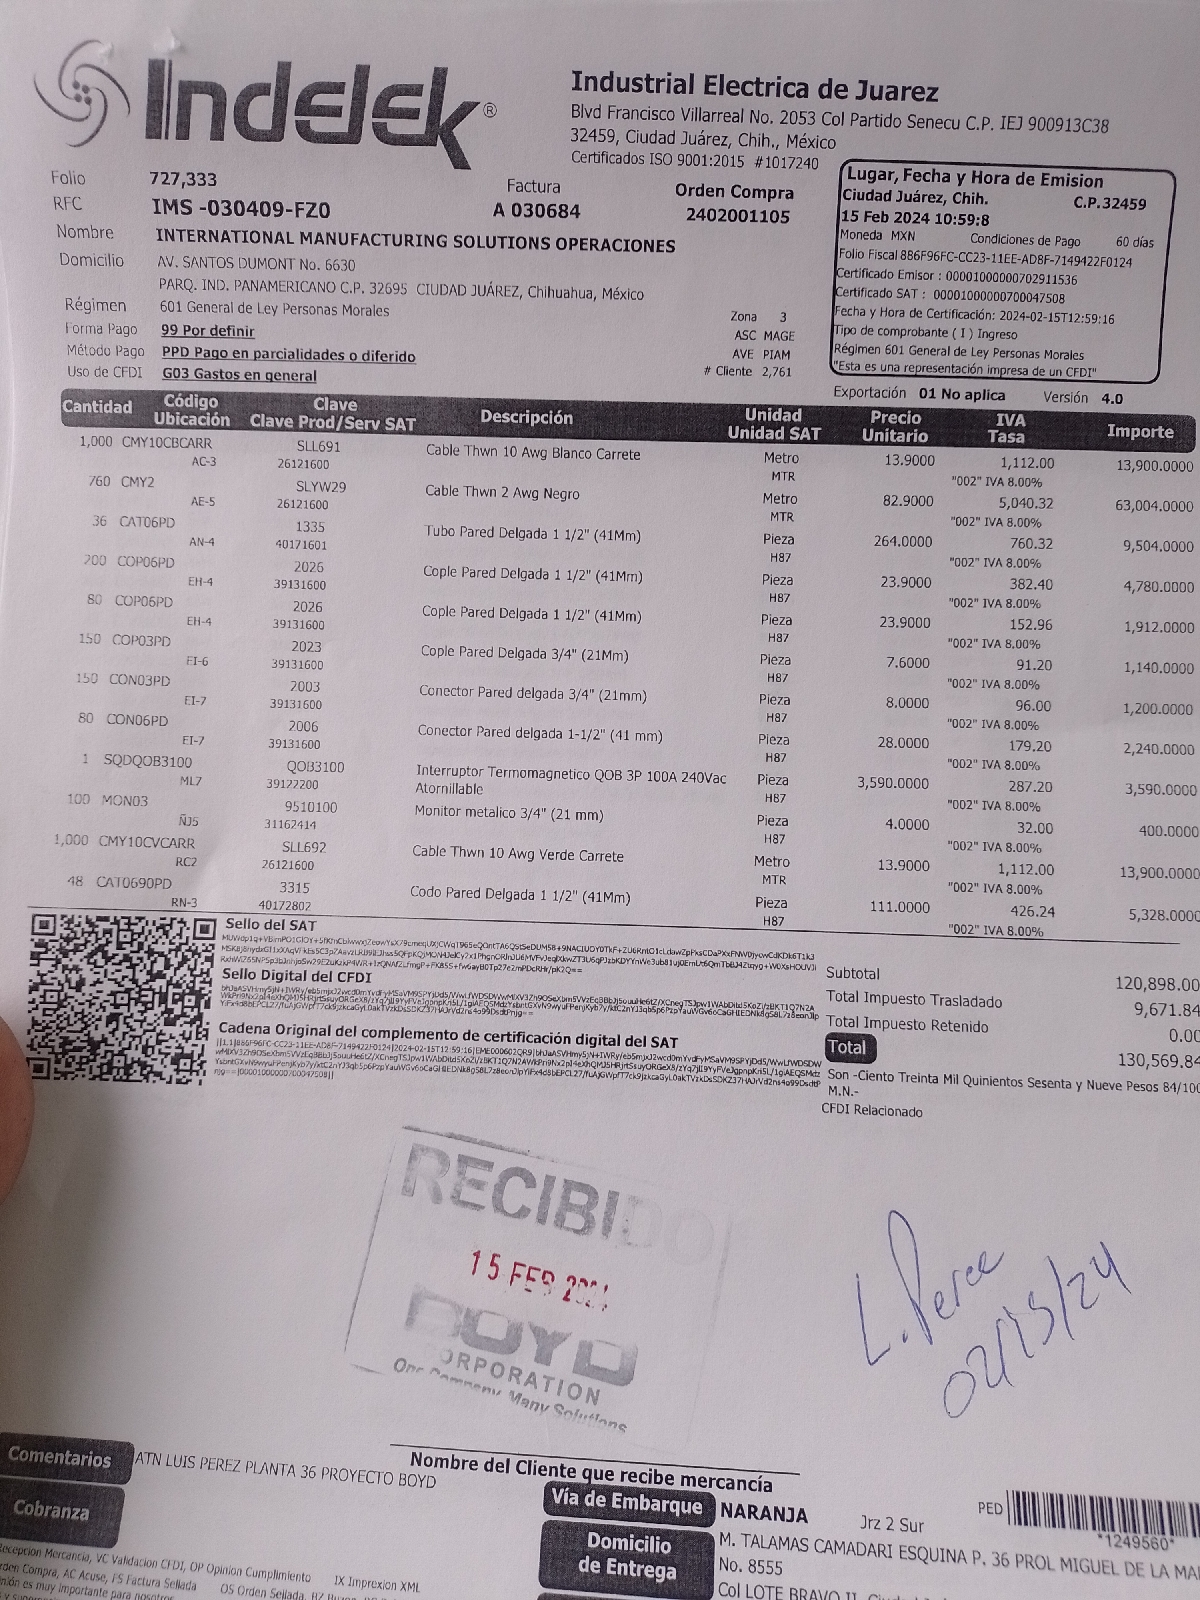 Indelek®
Industrial Electrica de Juarez
Blvd Francisco Villarreal No. 2053 Col Partido Senecu C.P. IEJ 900913C38
32459, Ciudad Juárez, Chih., México
Certificados ISO 9001:2015 #1017240
Folio 727,333
RFC IMS -030409-FZ0
Factura
A 030684
Orden Compra
2402001105
Nombre INTERNATIONAL MANUFACTURING SOLUTIONS OPERACIONES
Domicilio AV. SANTOS DUMONT No. 6630
PARQ. IND. PANAMERICANO C.P. 32695 CIUDAD JUÁREZ, Chihuahua, México
Régimen 601 General de Ley Personas Morales
Forma Pago 99 Por definir
Método Pago PPD Pago en parcialidades o diferido
Uso de CFDI G03 Gastos en general
Zona 3
ASC MAGE
AVE PIAM
# Cliente 2,761
Lugar, Fecha y Hora de Emision
Ciudad Juárez, Chih. C.P.32459
15 Feb 2024 10:59:8
Moneda MXN Condiciones de Pago 60 días
Folio Fiscal 886F96FC-CC23-11EE-AD8F-7149422F0124
Certificado Emisor : 00001000000702911536
Certificado SAT : 00001000000700047508
Fecha y Hora de Certificación: 2024-02-15T12:59:16
Tipo de comprobante ( I ) Ingreso
Régimen 601 General de Ley Personas Morales
"Esta es una representación impresa de un CFDI"
Exportación 01 No aplica Versión 4.0
Cantidad Código Ubicación Clave Clave Prod/Serv SAT Descripción Unidad Unidad SAT Precio Unitario IVA Tasa Importe
1,000 CMY10CBCARR SLL691 Cable Thwn 10 Awg Blanco Carrete Metro 13.9000 1,112.00 13,900.0000
AC-3 26121600 MTR "002" IVA 8.00%
760 CMY2 SLYW29 Cable Thwn 2 Awg Negro Metro 82.9000 5,040.32 63,004.0000
AE-5 26121600 MTR "002" IVA 8.00%
36 CAT06PD 1335 Tubo Pared Delgada 1 1/2" (41Mm) Pieza 264.0000 760.32 9,504.0000
AN-4 40171601 H87 "002" IVA 8.00%
200 COP06PD 2026 Cople Pared Delgada 1 1/2" (41Mm) Pieza 23.9000 382.40 4,780.0000
EH-4 39131600 H87 "002" IVA 8.00%
80 COP06PD 2026 Cople Pared Delgada 1 1/2" (41Mm) Pieza 23.9000 152.96 1,912.0000
EH-4 39131600 H87 "002" IVA 8.00%
150 COP03PD 2023 Cople Pared Delgada 3/4" (21Mm) Pieza 7.6000 91.20 1,140.0000
EI-6 39131600 H87 "002" IVA 8.00%
150 CON03PD 2003 Conector Pared delgada 3/4" (21mm) Pieza 8.0000 96.00 1,200.0000
EI-7 39131600 H87 "002" IVA 8.00%
80 CON06PD 2006 Conector Pared delgada 1-1/2" (41 mm) Pieza 28.0000 179.20 2,240.0000
EI-7 39131600 H87 "002" IVA 8.00%
1 SQDQOB3100 QOB3100 Interruptor Termomagnetico QOB 3P 100A 240Vac Atornillable Pieza 3,590.0000 287.20 3,590.0000
ML7 39122200 H87 "002" IVA 8.00%
100 MON03 9510100 Monitor metalico 3/4" (21 mm) Pieza 4.0000 32.00 400.0000
ÑJ5 31162414 H87 "002" IVA 8.00%
1,000 CMY10CVCARR SLL692 Cable Thwn 10 Awg Verde Carrete Metro 13.9000 1,112.00 13,900.0000
RC2 26121600 MTR "002" IVA 8.00%
48 CAT0690PD 3315 Codo Pared Delgada 1 1/2" (41Mm) Pieza 111.0000 426.24 5,328.0000
RN-3 40172802 H87 "002" IVA 8.00%
Sello del SAT
Sello Digital del CFDI
Cadena Original del complemento de certificación digital del SAT
Subtotal 120,898.00
Total Impuesto Trasladado 9,671.84
Total Impuesto Retenido 0.00
Total 130,569.84
Son -Ciento Treinta Mil Quinientos Sesenta y Nueve Pesos 84/100
M.N.-
CFDI Relacionado
RECIBIDO
15 FEB 2024
BOYD
CORPORATION
One Company Many Solutions
L. Perez
02/15/24
Nombre del Cliente que recibe mercancía
Comentarios ATN LUIS PEREZ PLANTA 36 PROYECTO BOYD
Cobranza
Vía de Embarque NARANJA Jrz 2 Sur
PED *1249560*
Domicilio de Entrega M. TALAMAS CAMADARI ESQUINA P. 36 PROL MIGUEL DE LA MA
No. 8555
Col LOTE BRAVO II
Recepcion Mercancia, VC Validacion CFDI, OP Opinion Cumplimiento IX Imprexion XML
Orden Compra, AC Acuse, FS Factura Sellada OS Orden Sellada